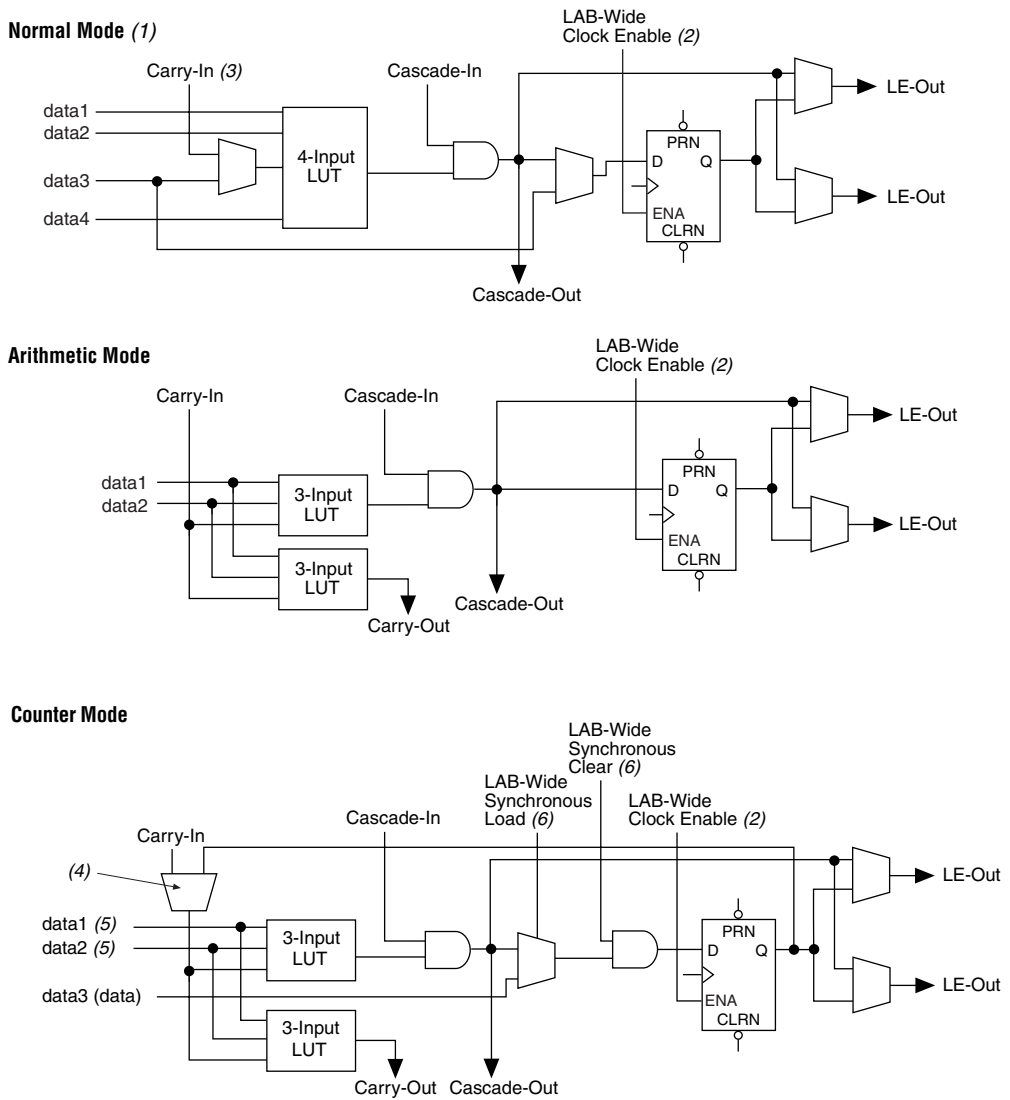 Normal Mode (1)
LAB-Wide
Clock Enable (2)
Carry-In (3)
Cascade-In
LE-Out
data1
data2
4-Input
LUT
PRN
D Q
data3
ENA
CLRN
LE-Out
data4
Cascade-Out
Arithmetic Mode
LAB-Wide
Clock Enable (2)
Carry-In
Cascade-In
LE-Out
data1
data2
3-Input
LUT
PRN
D Q
ENA
CLRN
LE-Out
3-Input
LUT
Cascade-Out
Carry-Out
Counter Mode
LAB-Wide
Synchronous
Clear (6)
LAB-Wide
Synchronous
Load (6)
LAB-Wide
Clock Enable (2)
Cascade-In
Carry-In
(4)
LE-Out
data1 (5)
data2 (5)
3-Input
LUT
PRN
D Q
data3 (data)
ENA
CLRN
LE-Out
3-Input
LUT
Carry-Out
Cascade-Out